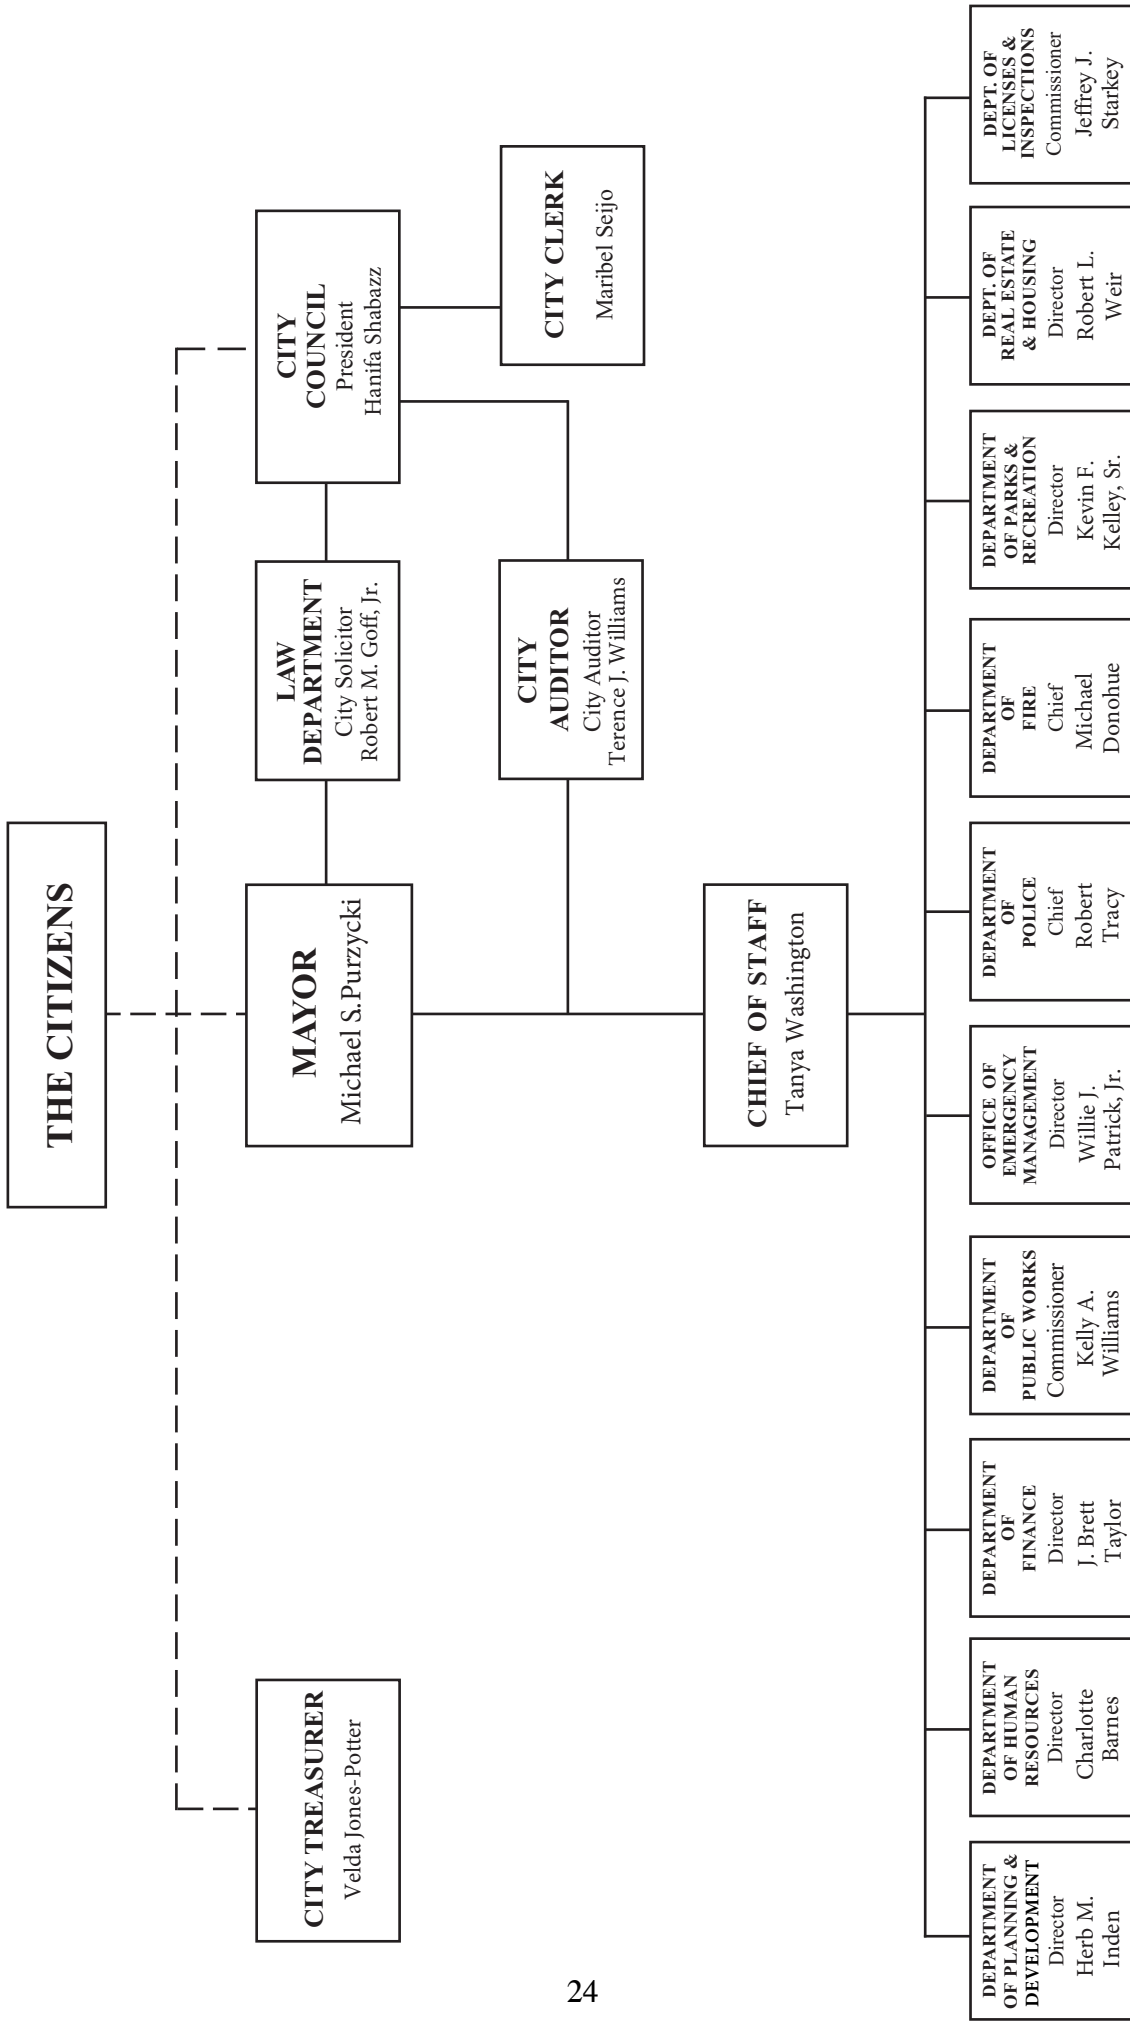 THE CITIZENS
CITY TREASURER
Velda Jones-Potter
MAYOR
Michael S.Purzycki
LAW
DEPARTMENT
City Solicitor
Robert M. Goff, Jr.
CITY
COUNCIL
President
Hanifa Shabazz
CITY
AUDITOR
City Auditor
Terence J. Williams
CITY CLERK
Maribel Seijo
CHIEF OF STAFF
Tanya Washington
DEPARTMENT
OF PLANNING &
DEVELOPMENT
Director
Herb M.
Inden
DEPARTMENT
OF HUMAN
RESOURCES
Director
Charlotte
Barnes
DEPARTMENT
OF
FINANCE
Director
J. Brett
Taylor
DEPARTMENT
OF
PUBLIC WORKS
Commissioner
Kelly A.
Williams
OFFICE OF
EMERGENCY
MANAGEMENT
Director
Willie J.
Patrick, Jr.
DEPARTMENT
OF
POLICE
Chief
Robert
Tracy
DEPARTMENT
OF
FIRE
Chief
Michael
Donohue
DEPARTMENT
OF PARKS &
RECREATION
Director
Kevin F.
Kelley, Sr.
DEPT. OF
REAL ESTATE
& HOUSING
Director
Robert L.
Weir
DEPT. OF
LICENSES &
INSPECTIONS
Commissioner
Jeffrey J.
Starkey
24